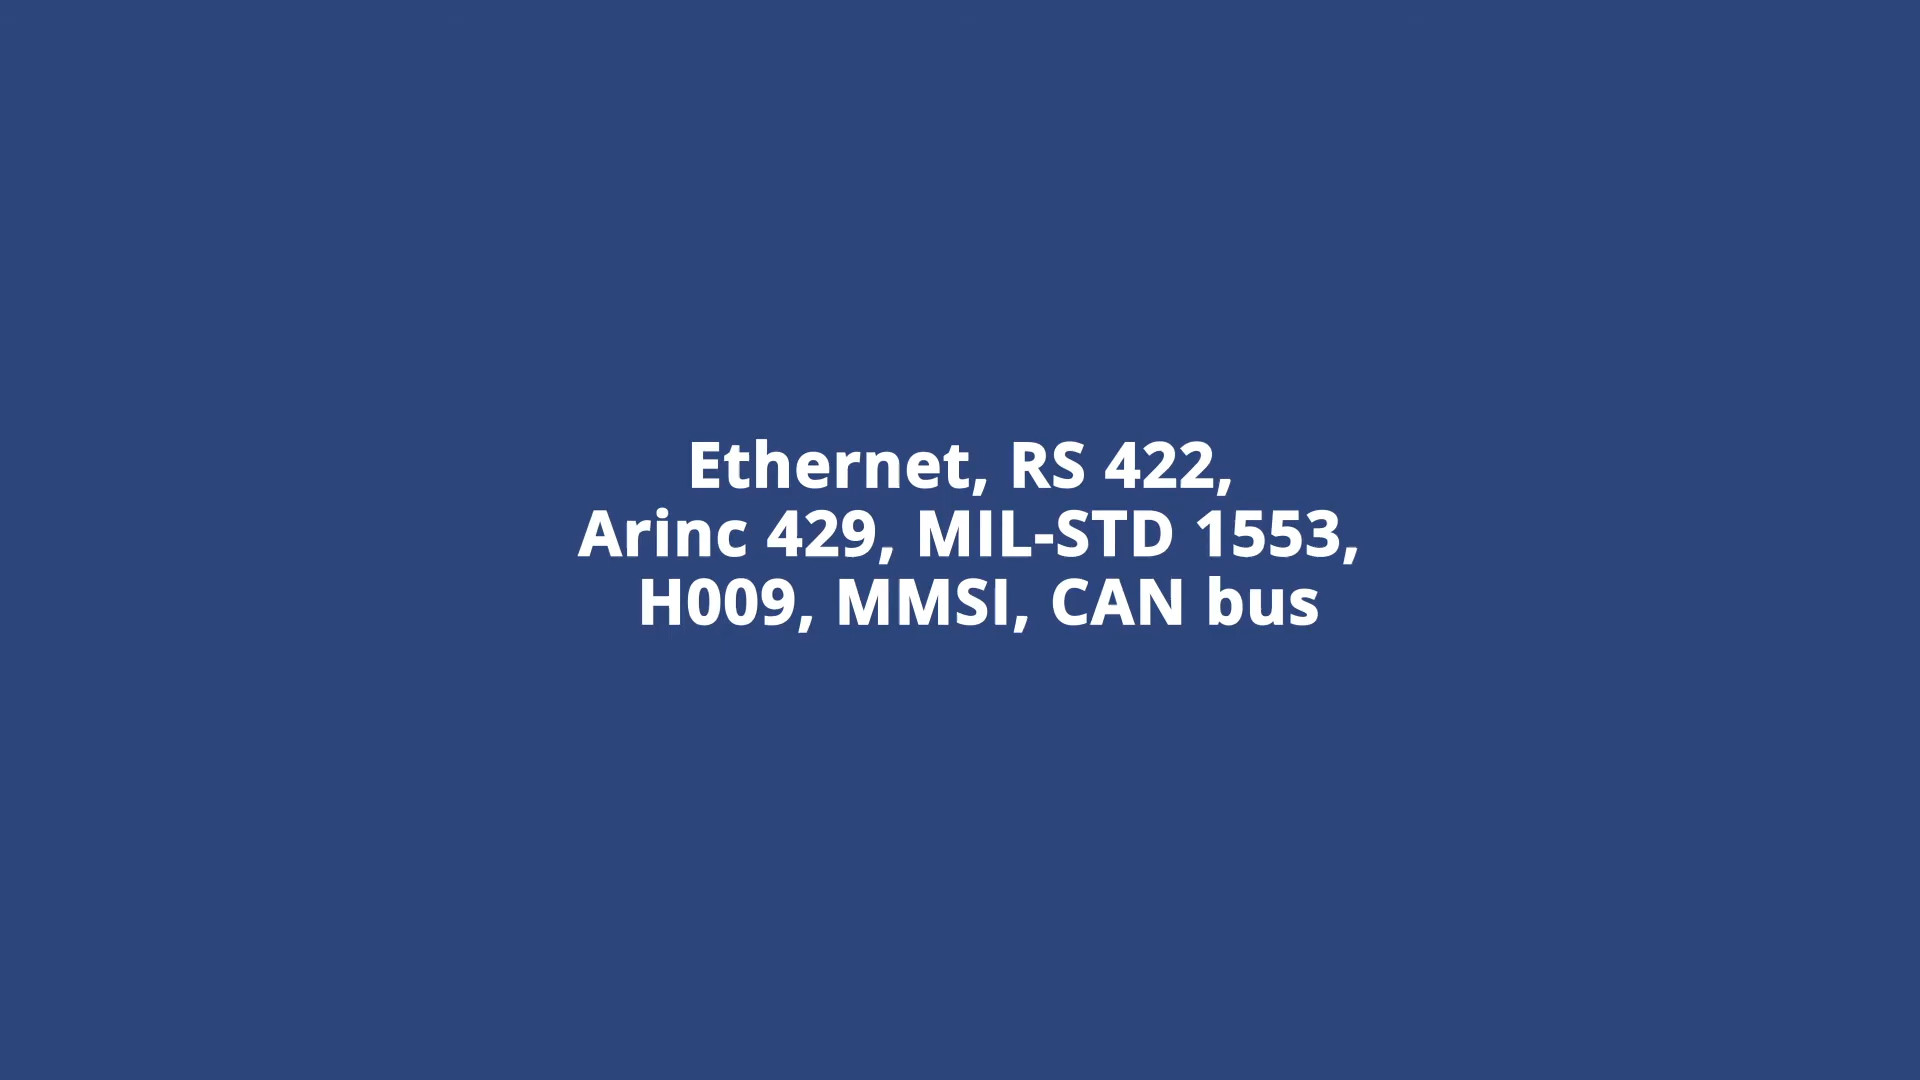 Ethernet, RS 422,
Arinc 429, MIL-STD 1553,
H009, MMSI, CAN bus